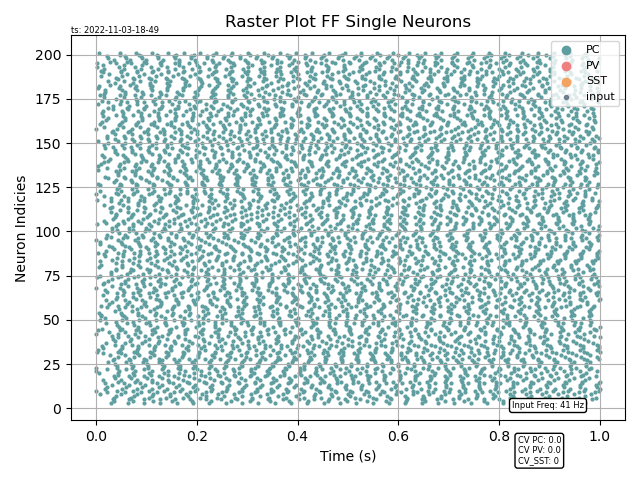 Raster Plot FF Single Neurons
ts: 2022-11-03-18-49
PC
PV
SST
input
200
175
150
125
100
75
50
25
0
Neuron Indicies
Input Freq: 41 Hz
0.0 0.2 0.4 0.6 0.8 1.0
Time (s)
CV PC: 0.0
CV PV: 0.0
CV_SST: 0